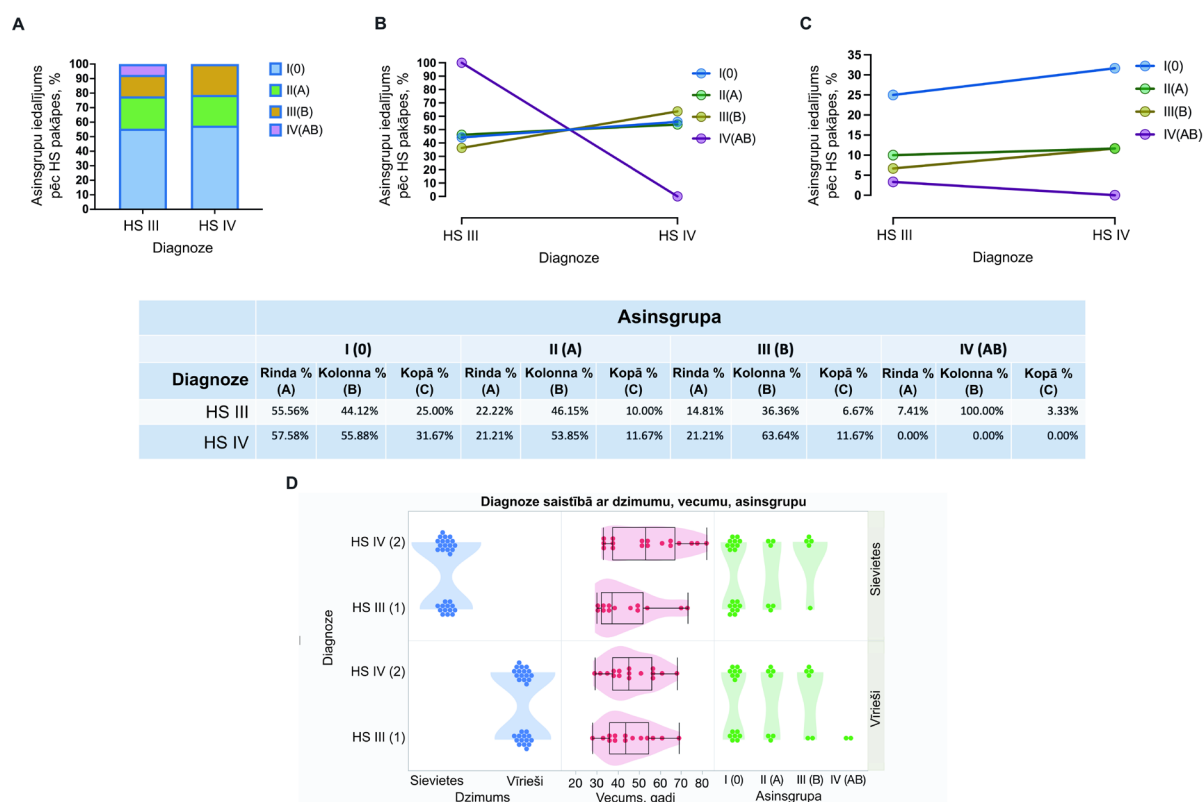 A
Asinsgrupu iedalījums
pēc HS pakāpes, %
100
90
80
70
60
50
40
30
20
10
0
HS III HS IV
Diagnoze
I(0)
II(A)
III(B)
IV(AB)
B
Asinsgrupu iedalījums
pēc HS pakāpes, %
100
90
80
70
60
50
40
30
20
10
0
HS III HS IV
Diagnoze
I(0)
II(A)
III(B)
IV(AB)
C
Asinsgrupu iedalījums
pēc HS pakāpes, %
35
30
25
20
15
10
5
0
HS III HS IV
Diagnoze
I(0)
II(A)
III(B)
IV(AB)
Asinsgrupa
I (0) II (A) III (B) IV (AB)
Diagnoze Rinda % (A) Kolonna % (B) Kopā % (C) Rinda % (A) Kolonna % (B) Kopā % (C) Rinda % (A) Kolonna % (B) Kopā % (C) Rinda % (A) Kolonna % (B) Kopā % (C)
HS III 55.56% 44.12% 25.00% 22.22% 46.15% 10.00% 14.81% 36.36% 6.67% 7.41% 100.00% 3.33%
HS IV 57.58% 55.88% 31.67% 21.21% 53.85% 11.67% 21.21% 63.64% 11.67% 0.00% 0.00% 0.00%
D
Diagnoze saistībā ar dzimumu, vecumu, asinsgrupu
Diagnoze
HS IV (2)
HS III (1)
HS IV (2)
HS III (1)
Sievietes
Vīrieši
Sievietes Vīrieši 20 30 40 50 60 70 80 I (0) II (A) III (B) IV (AB)
Dzimums Vecums, gadi Asinsgrupa